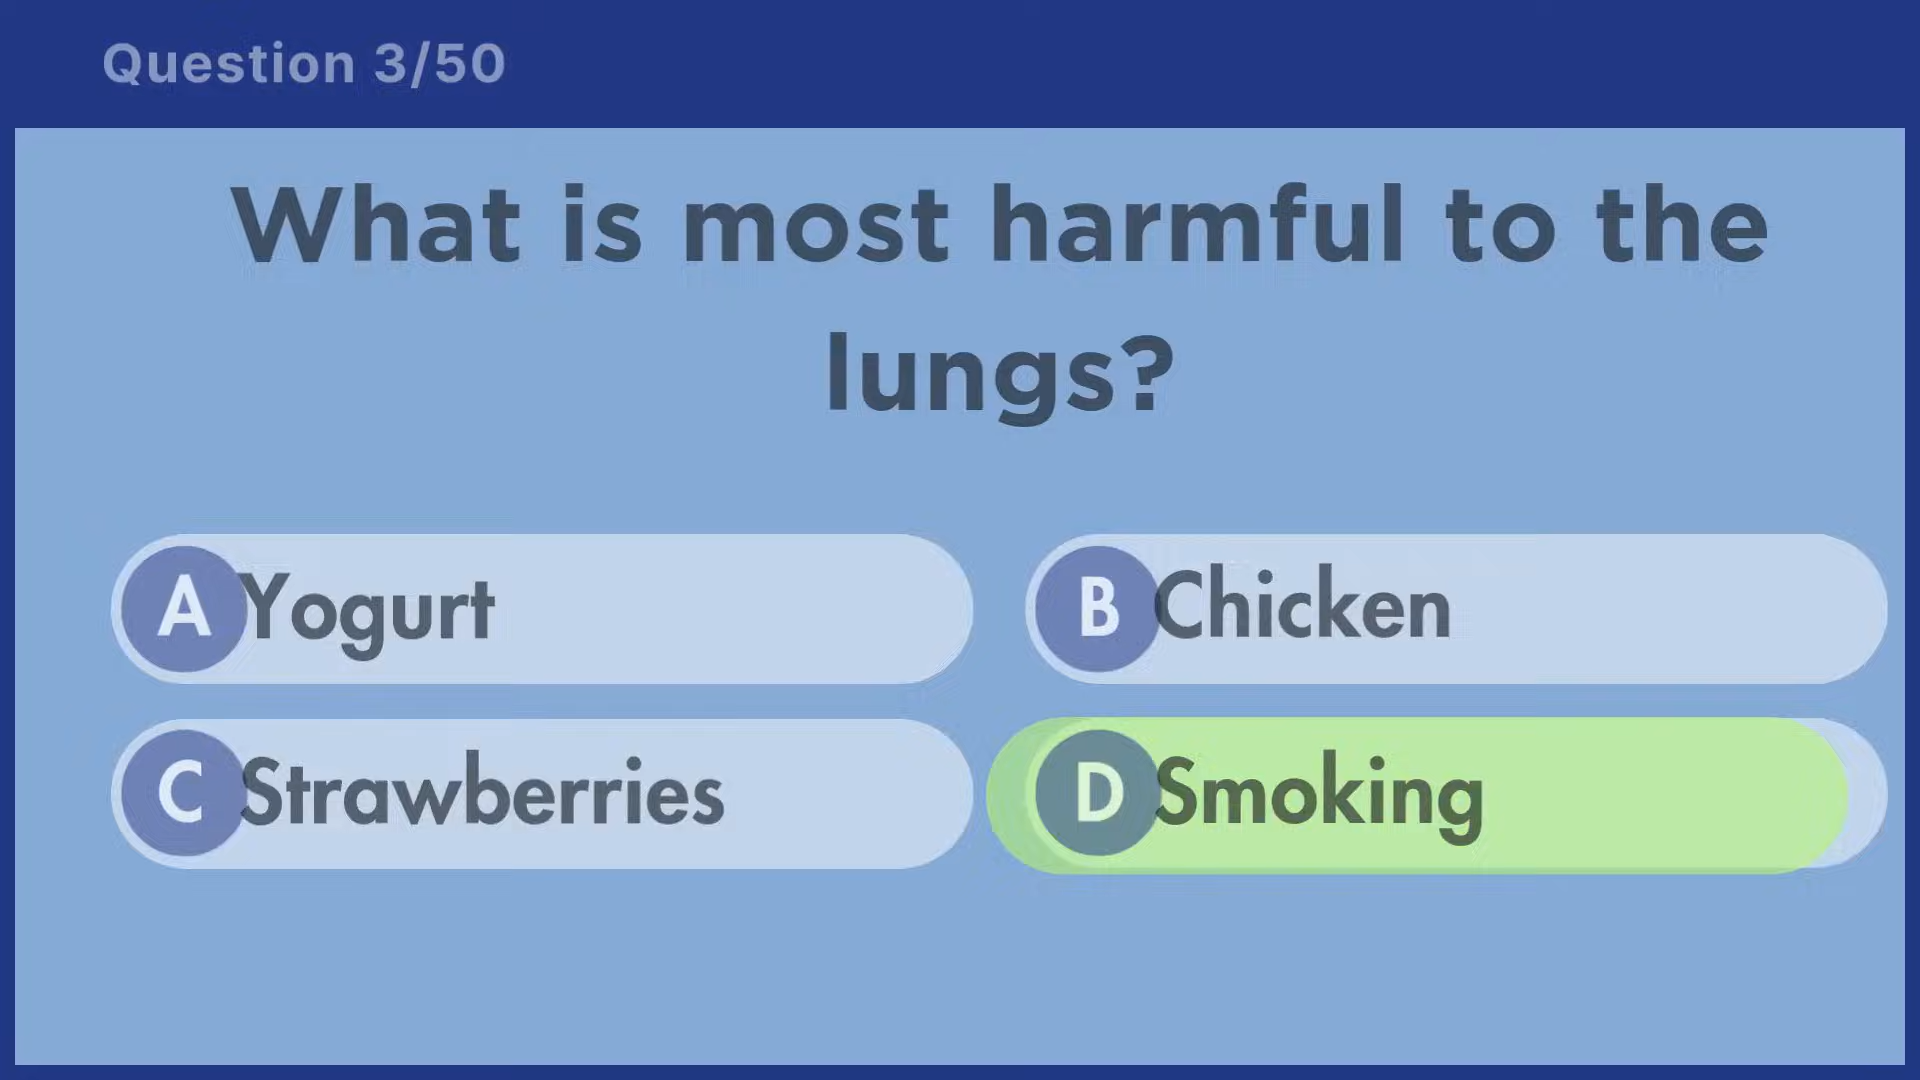 Question 3/50
What is most harmful to the
lungs?
A Yogurt
B Chicken
C Strawberries
D Smoking